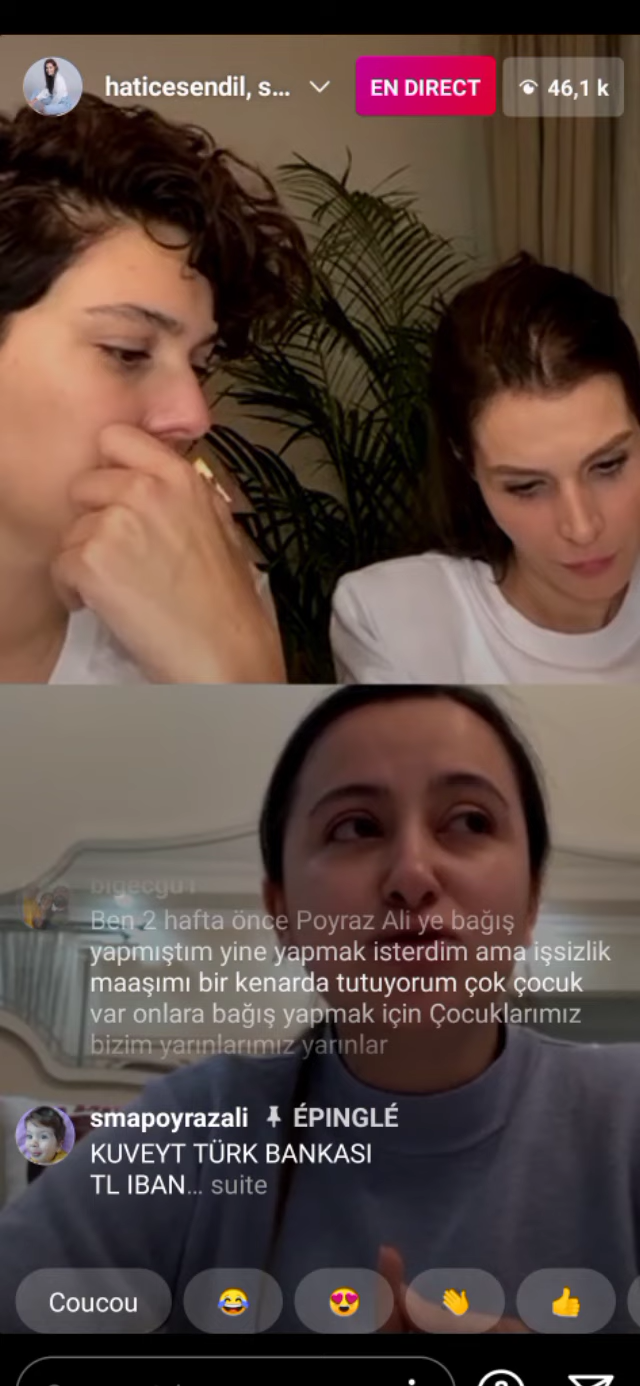 haticesendil, s...
EN DIRECT
46,1 k
Ben 2 hafta önce Poyraz Ali ye bağış
yapmıştım yine yapmak isterdim ama işsizlik
maaşımı bir kenarda tutuyorum çok çocuk
var onlara bağış yapmak için Çocuklarımız
bizim yarınlarımız yarınlar
smapoyrazali ÉPINGLÉ
KUVEYT TÜRK BANKASI
TL IBAN... suite
Coucou